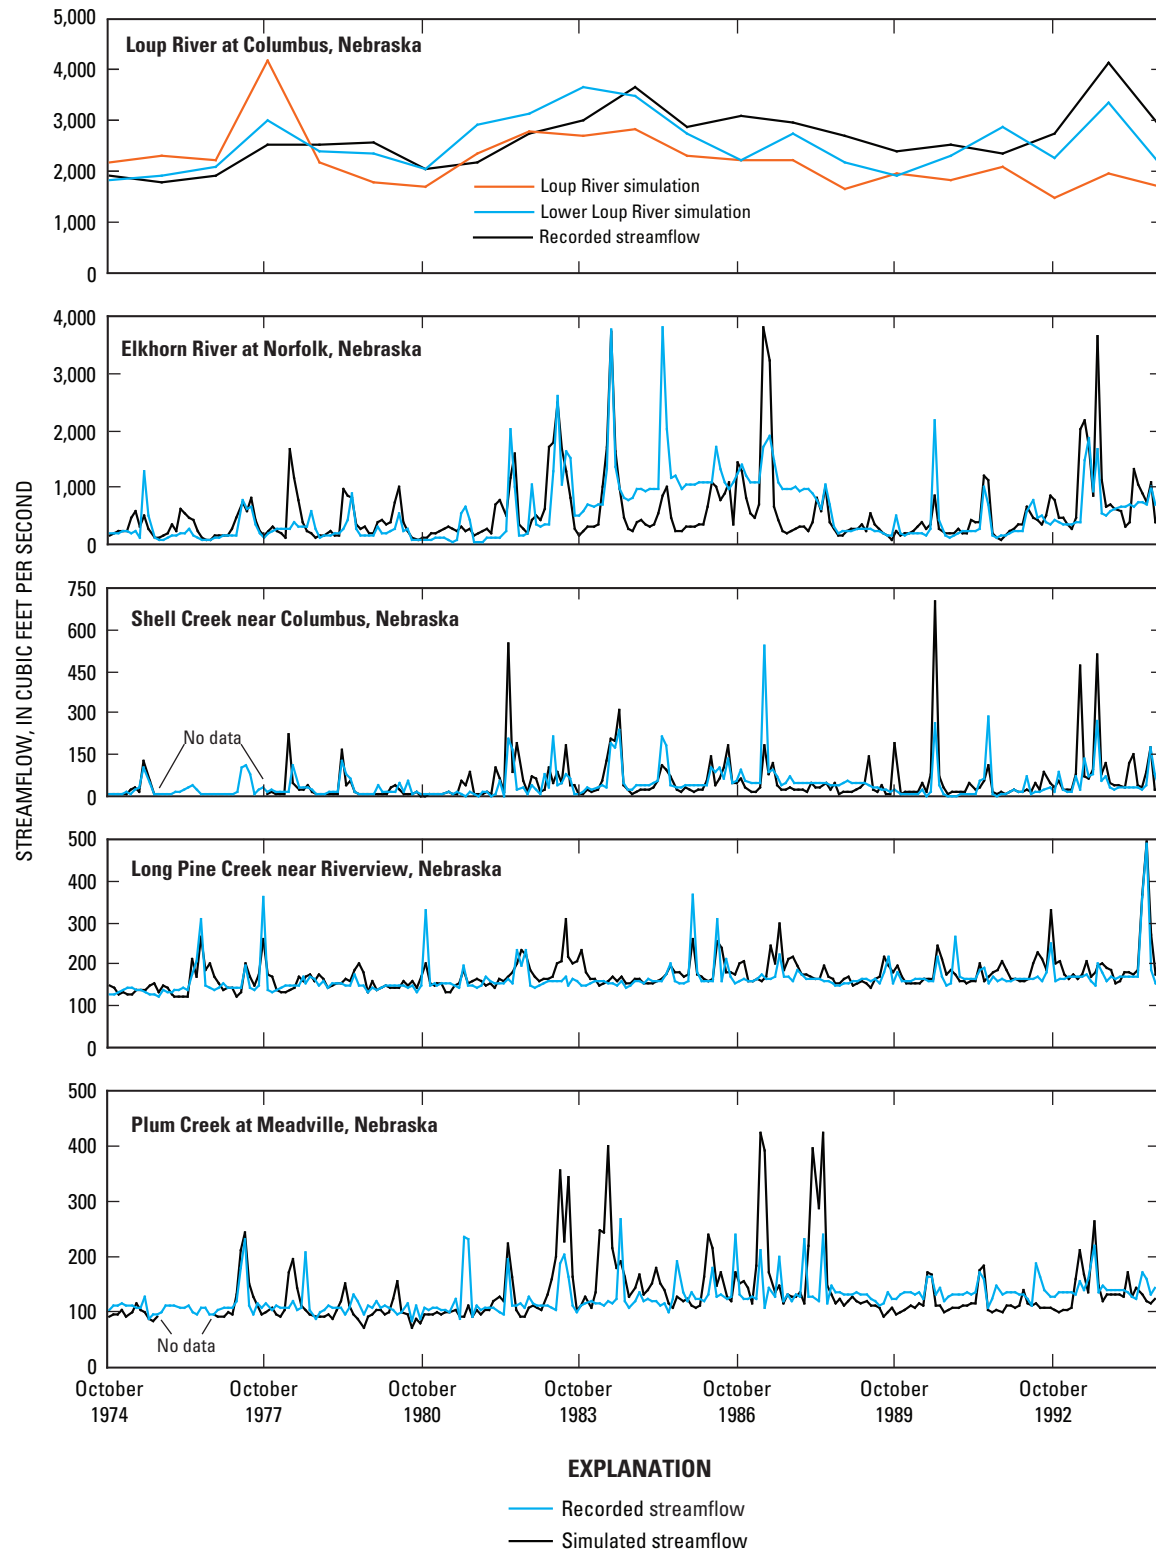 STREAMFLOW, IN CUBIC FEET PER SECOND
5,000
4,000
3,000
2,000
1,000
0
Loup River at Columbus, Nebraska
Loup River simulation
Lower Loup River simulation
Recorded streamflow
4,000
3,000
2,000
1,000
0
Elkhorn River at Norfolk, Nebraska
750
600
450
300
150
0
Shell Creek near Columbus, Nebraska
No data
500
400
300
200
100
0
Long Pine Creek near Riverview, Nebraska
500
400
300
200
100
0
Plum Creek at Meadville, Nebraska
No data
October October October October October October October
1974 1977 1980 1983 1986 1989 1992
EXPLANATION
Recorded streamflow
Simulated streamflow